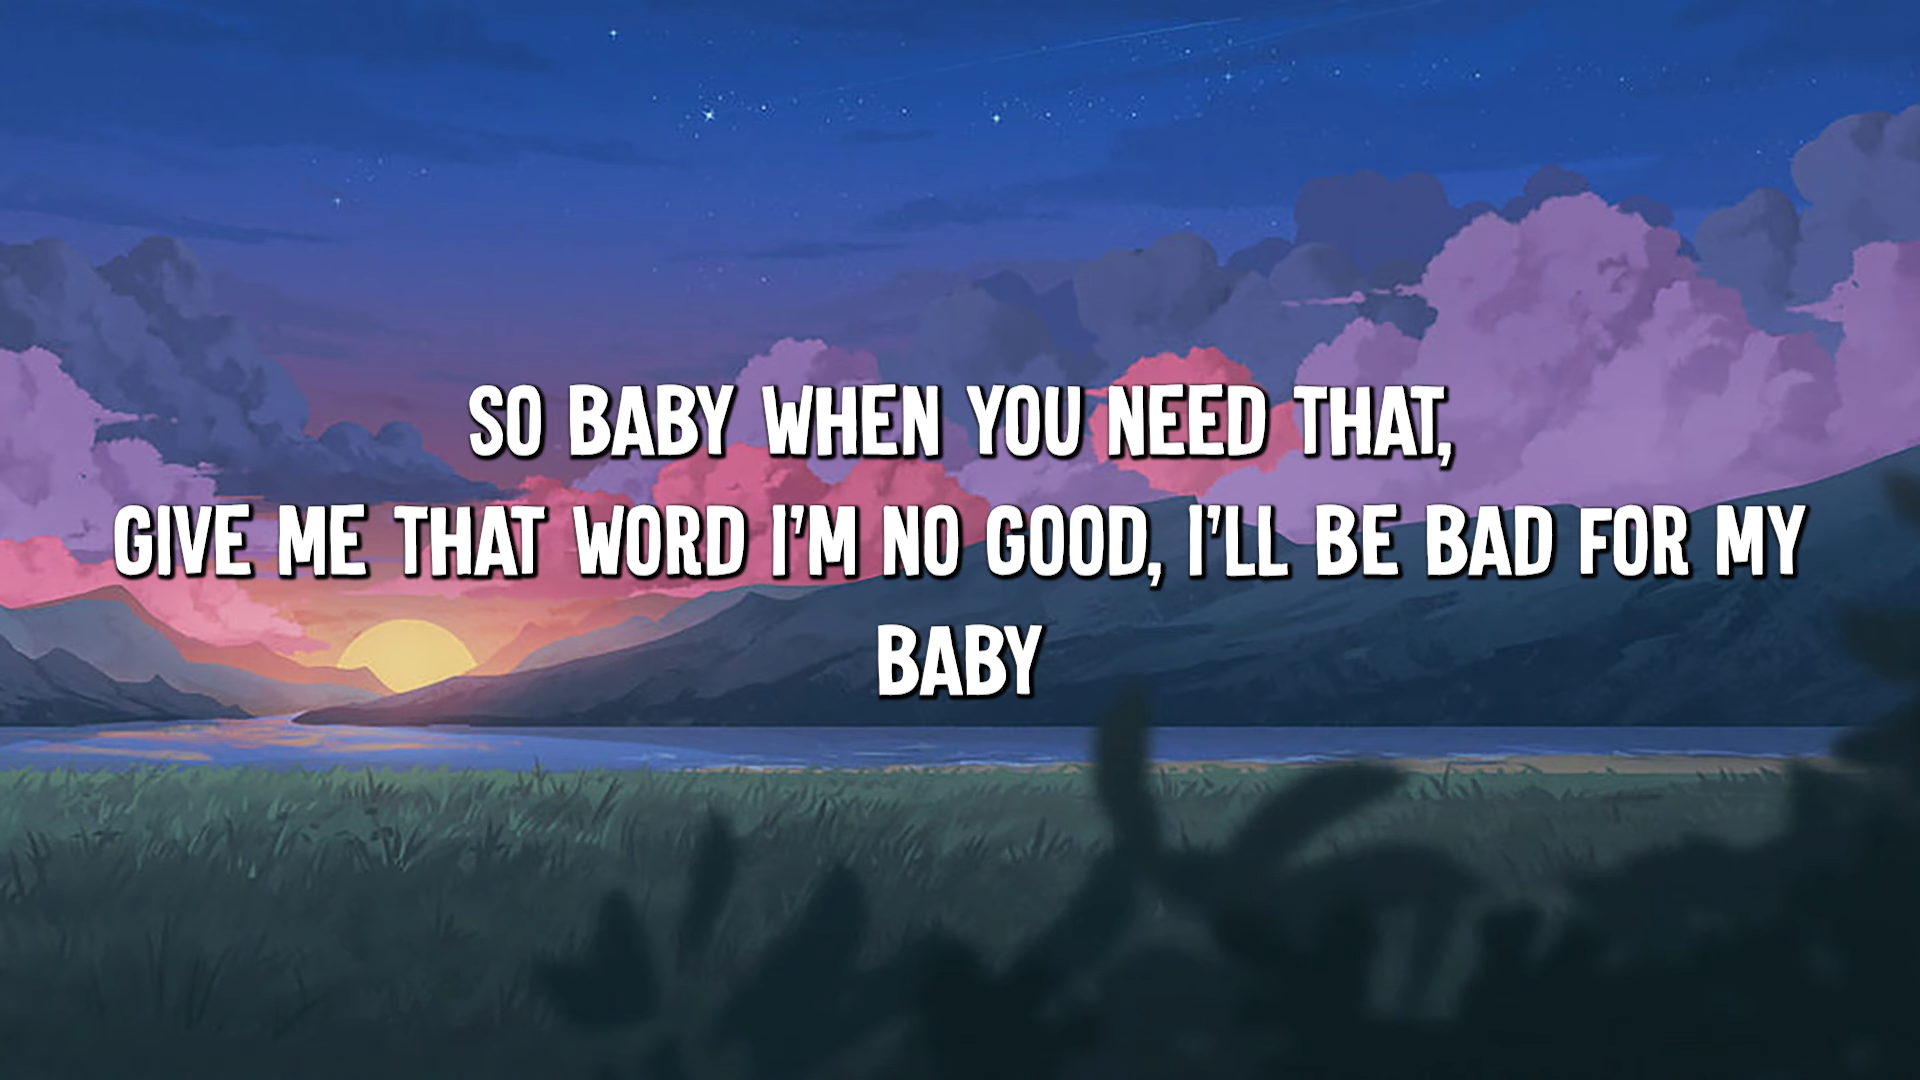 SO BABY WHEN YOU NEED THAT,
GIVE ME THAT WORD I'M NO GOOD, I'LL BE BAD FOR MY
BABY